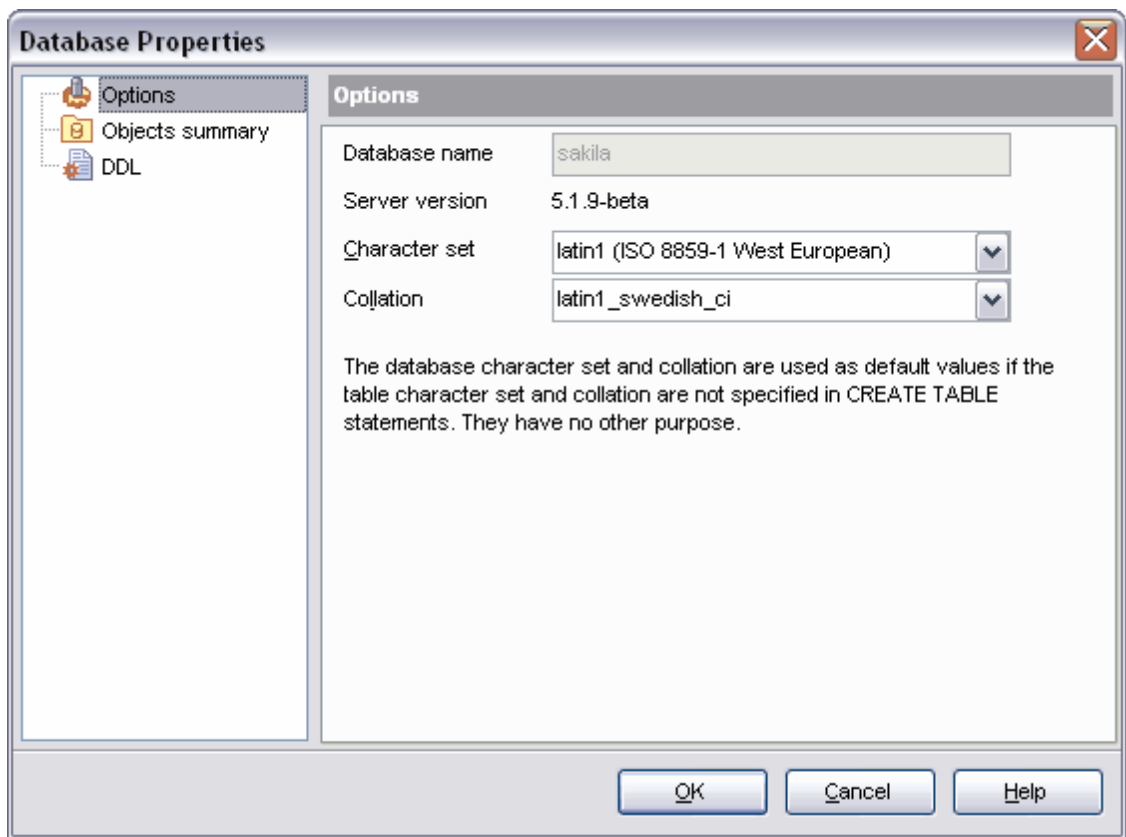 Database Properties
Options
Objects summary
DDL
Options
Database name sakila
Server version 5.1.9-beta
Character set latin1 (ISO 8859-1 West European)
Collation latin1_swedish_ci
The database character set and collation are used as default values if the
table character set and collation are not specified in CREATE TABLE
statements. They have no other purpose.
OK Cancel Help